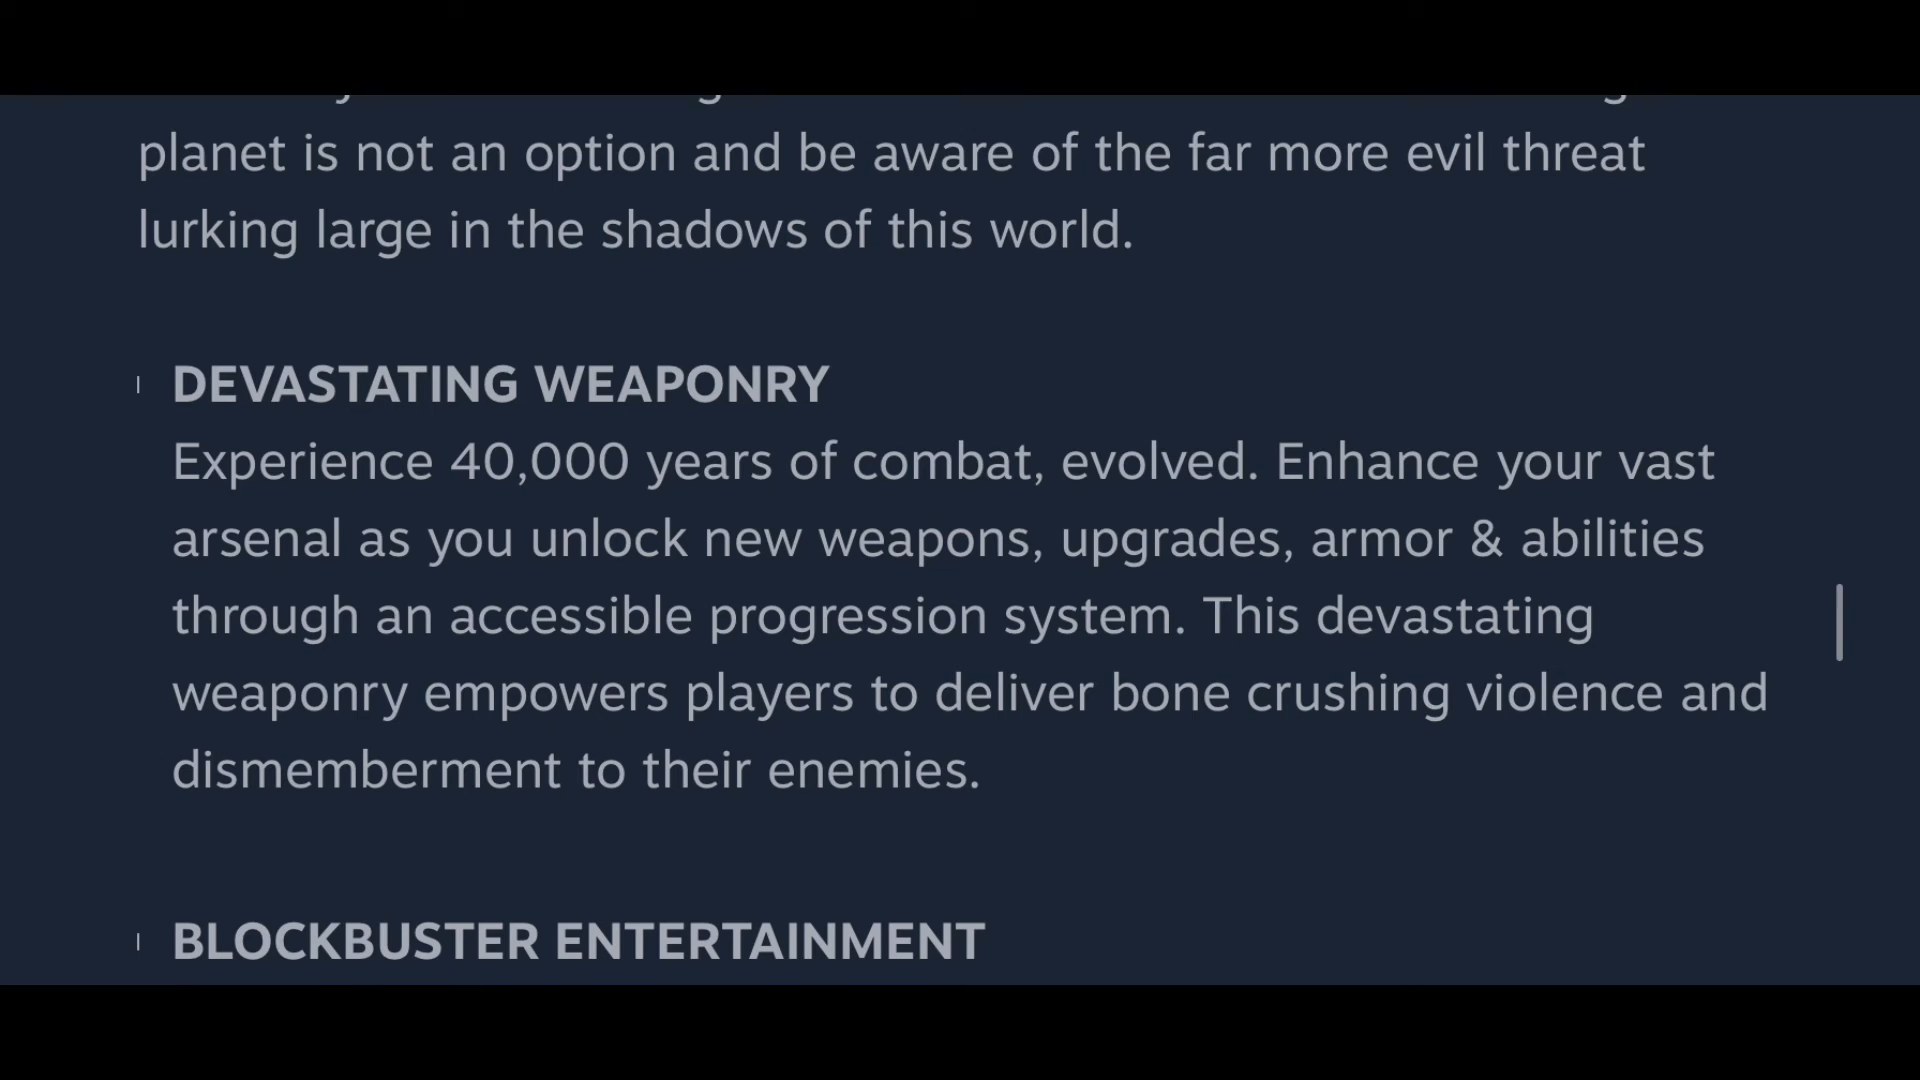 planet is not an option and be aware of the far more evil threat
lurking large in the shadows of this world.
DEVASTATING WEAPONRY
Experience 40,000 years of combat, evolved. Enhance your vast
arsenal as you unlock new weapons, upgrades, armor & abilities
through an accessible progression system. This devastating
weaponry empowers players to deliver bone crushing violence and
dismemberment to their enemies.
BLOCKBUSTER ENTERTAINMENT